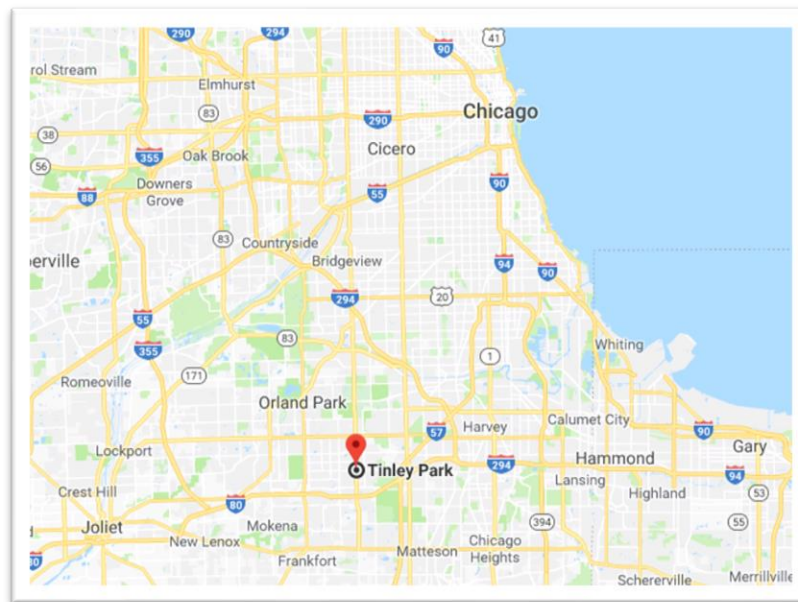 290
294
41
90
rol Stream
Elmhurst
83
Chicago
290
38
Cicero
355
Oak Brook
56
Downers
Grove
88
55
90
83
Countryside
erville
Bridgeview
94
90
294
20
55
83
355
Whiting
1
171
Romeoville
Orland Park
57
Harvey
Calumet City
90
Lockport
Gary
Tinley Park
294
Hammond
94
Lansing
Crest Hill
Highland
53
80
Joliet
Mokena
394
55
New Lenox
Chicago
Heights
Matteson
Frankfort
Schererville
Merrillville